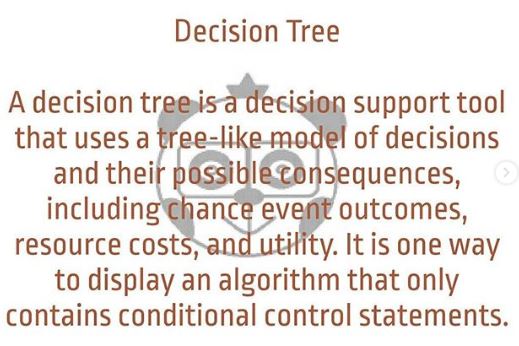 Decision Tree
A decision tree is a decision support tool
that uses a tree-like model of decisions
and their possible consequences,
including chance event outcomes,
resource costs, and utility. It is one way
to display an algorithm that only
contains conditional control statements.